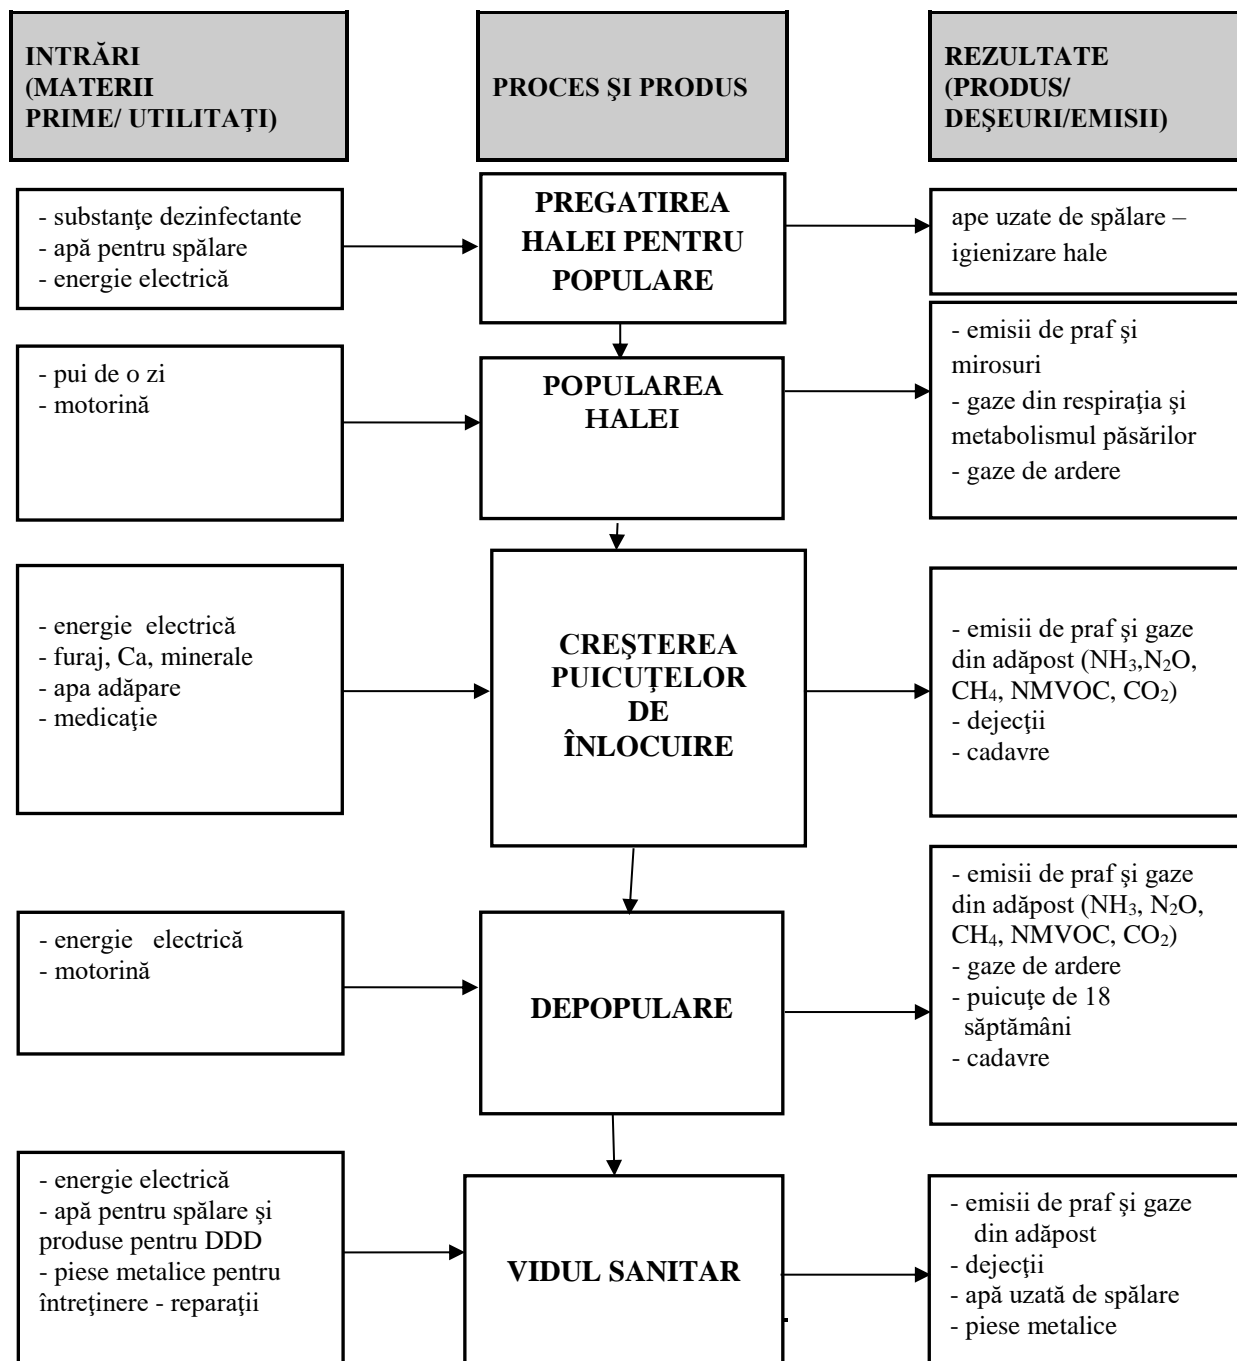 INTRĂRI
(MATERII
PRIME/ UTILITAŢI)
PROCES ŞI PRODUS
REZULTATE
(PRODUS/
DEŞEURI/EMISII)
- substanţe dezinfectante
- apă pentru spălare
- energie electrică
PREGATIREA
HALEI PENTRU
POPULARE
ape uzate de spălare –
igienizare hale
- pui de o zi
- motorină
POPULAREA
HALEI
- emisii de praf şi
mirosuri
- gaze din respiraţia şi
metabolismul păsărilor
- gaze de ardere
- energie electrică
- furaj, Ca, minerale
- apa adăpare
- medicaţie
CREŞTEREA
PUICUŢELOR
DE
ÎNLOCUIRE
- emisii de praf şi gaze
din adăpost (NH₃,N₂O,
CH₄, NMVOC, CO₂)
- dejecţii
- cadavre
- energie electrică
- motorină
DEPOPULARE
- emisii de praf şi gaze
din adăpost (NH₃, N₂O,
CH₄, NMVOC, CO₂)
- gaze de ardere
- puicuţe de 18
săptămâni
- cadavre
- energie electrică
- apă pentru spălare şi
produse pentru DDD
- piese metalice pentru
întreţinere - reparaţii
VIDUL SANITAR
- emisii de praf şi gaze
din adăpost
- dejecţii
- apă uzată de spălare
- piese metalice